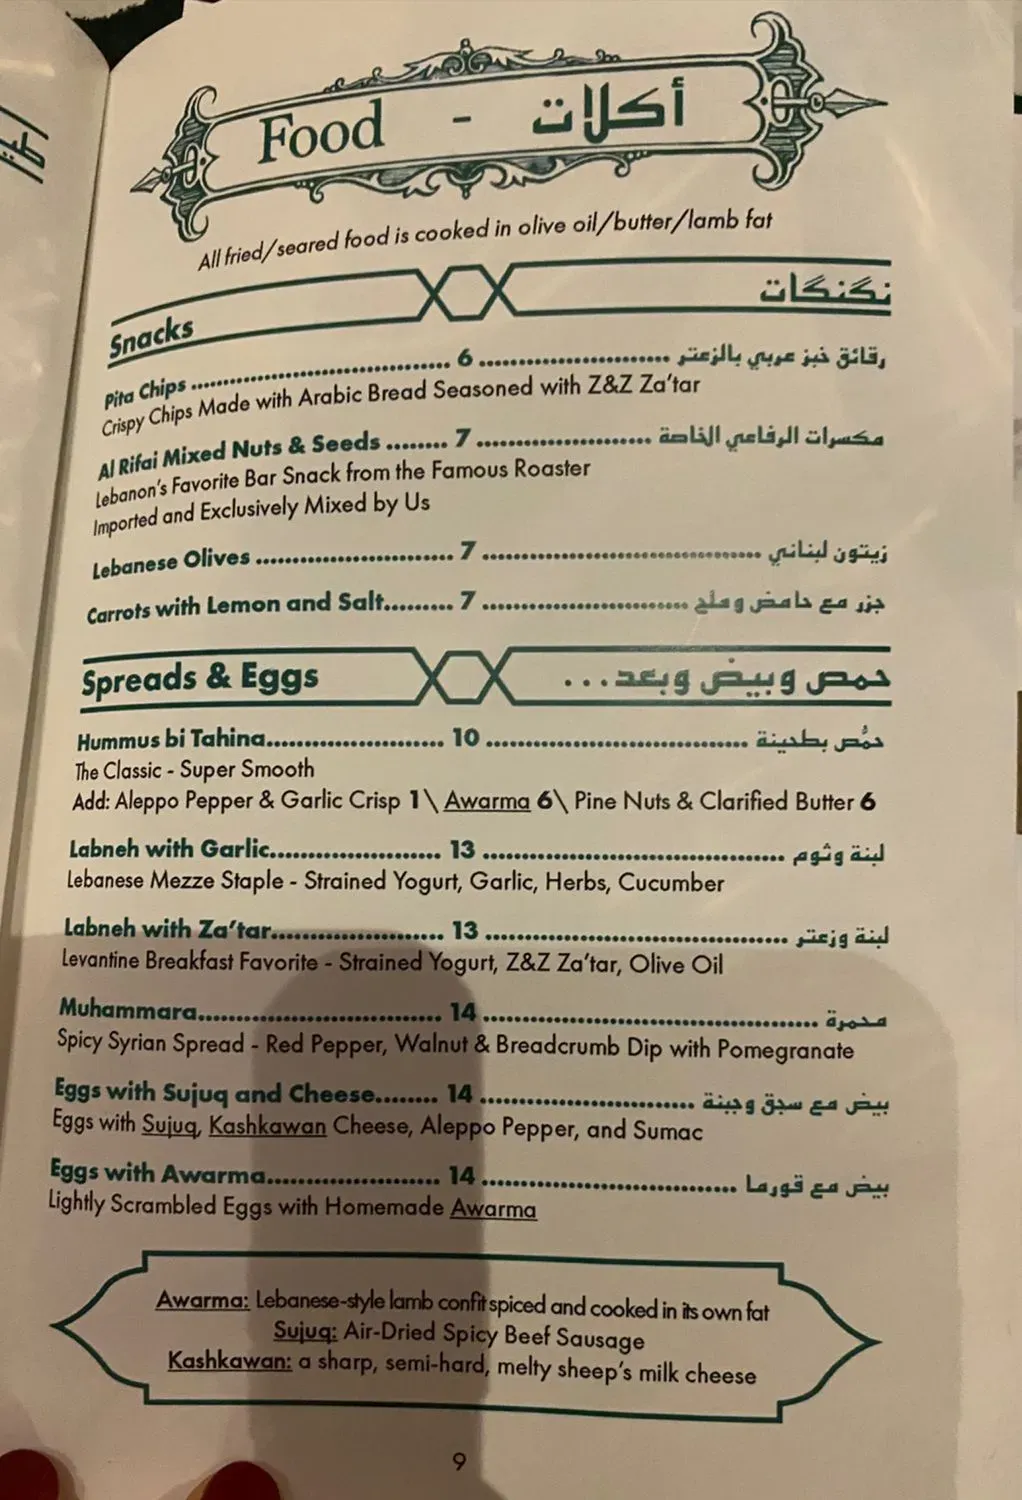 Food - أكلات
All fried/seared food is cooked in olive oil/butter/lamb fat
Snacks نگنگات
Pita Chips ........................................ 6 ............................ رقائق خبز عربي بالزعتر
Crispy Chips Made with Arabic Bread Seasoned with Z&Z Za'tar
Al Rifai Mixed Nuts & Seeds ........ 7 .......................... مكسرات الرفاعي الخاصة
Lebanon's Favorite Bar Snack from the Famous Roaster
Imported and Exclusively Mixed by Us
Lebanese Olives .......................... 7 ..................................... زيتون لبناني
Carrots with Lemon and Salt......... 7 ........................... جزر مع حامض وملح
Spreads & Eggs حمص وبيض وبعد...
Hummus bi Tahina....................... 10 .................................. حمُّص بطحينة
The Classic - Super Smooth
Add: Aleppo Pepper & Garlic Crisp 1\ Awarma 6\ Pine Nuts & Clarified Butter 6
Labneh with Garlic...................... 13 ....................................... لبنة وثوم
Lebanese Mezze Staple - Strained Yogurt, Garlic, Herbs, Cucumber
Labneh with Za'tar...................... 13 ....................................... لبنة وزعتر
Levantine Breakfast Favorite - Strained Yogurt, Z&Z Za'tar, Olive Oil
Muhammara............................... 14 ........................................... محمرة
Spicy Syrian Spread - Red Pepper, Walnut & Breadcrumb Dip with Pomegranate
Eggs with Sujuq and Cheese........ 14 ........................... بيض مع سجق وجبنة
Eggs with Sujuq, Kashkawan Cheese, Aleppo Pepper, and Sumac
Eggs with Awarma...................... 14 ................................ بيض مع قورما
Lightly Scrambled Eggs with Homemade Awarma
Awarma: Lebanese-style lamb confit spiced and cooked in its own fat
Sujuq: Air-Dried Spicy Beef Sausage
Kashkawan: a sharp, semi-hard, melty sheep's milk cheese
9